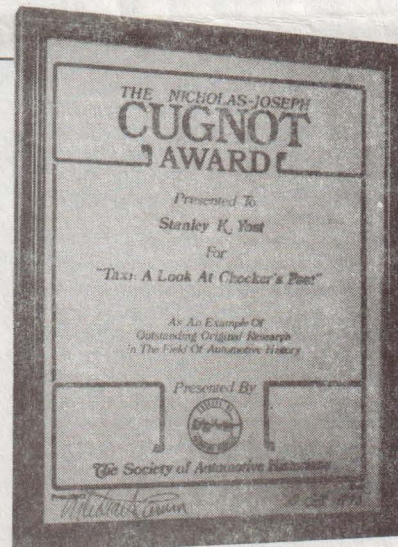 THE NICHOLAS-JOSEPH
CUGNOT
AWARD
Presented To
Stanley K. Yost
For
"Taxi: A Look At Checker's Past"
As An Example Of
Outstanding Original Research
In The Field Of Automotive History
Presented By
The Society of Automotive Historians